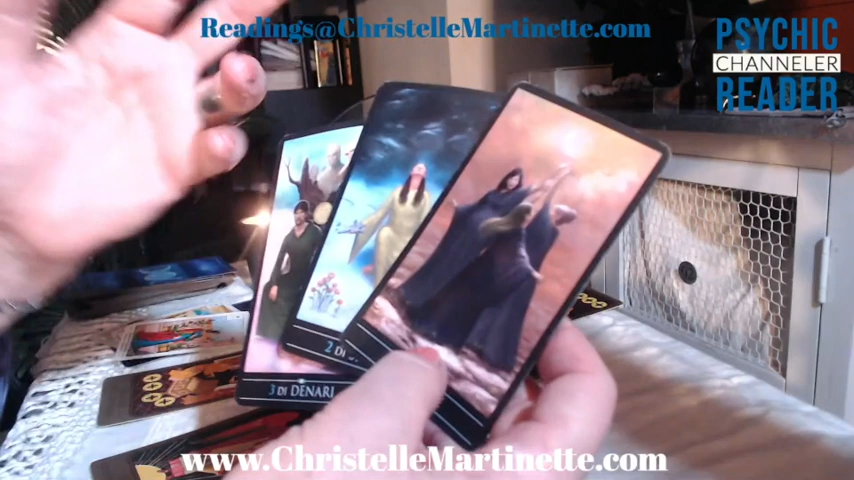 Readings@ChristelleMartinette.com
PSYCHIC
CHANNELER
READER
2 DI
3 DI DENARI
www.ChristelleMartinette.com